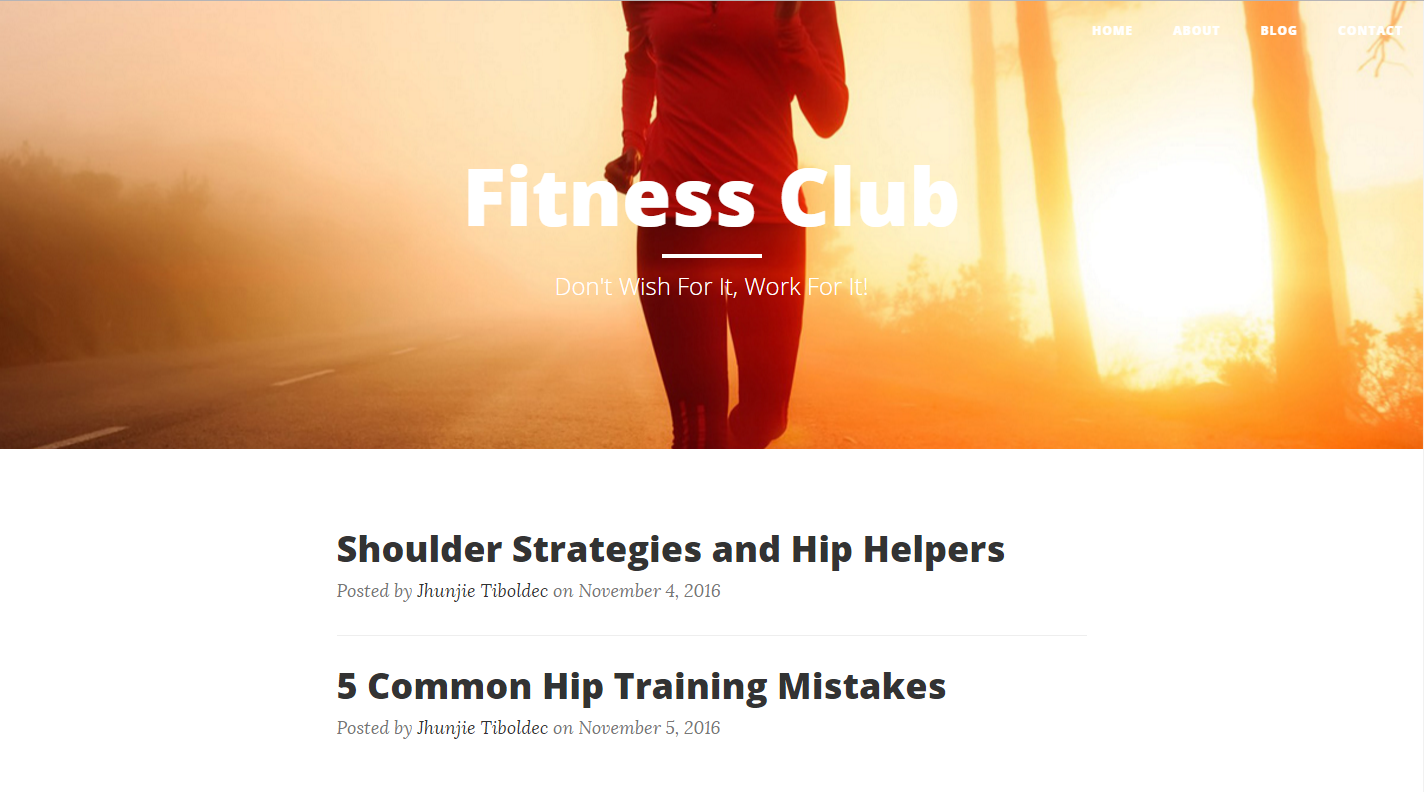 HOME ABOUT BLOG CONTACT
Fitness Club
Don't Wish For It, Work For It!
Shoulder Strategies and Hip Helpers
Posted by Jhunjie Tiboldec on November 4, 2016
5 Common Hip Training Mistakes
Posted by Jhunjie Tiboldec on November 5, 2016